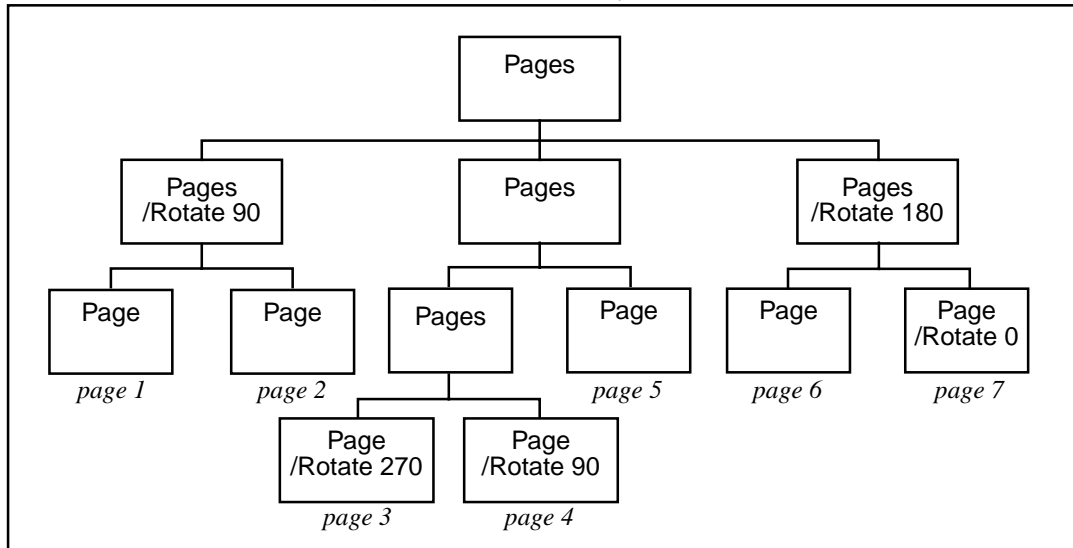 Pages
Pages
/Rotate 90
Pages
Pages
/Rotate 180
Page
Page
Pages
Page
Page
Page
/Rotate 0
page 1
page 2
page 5
page 6
page 7
Page
/Rotate 270
Page
/Rotate 90
page 3
page 4